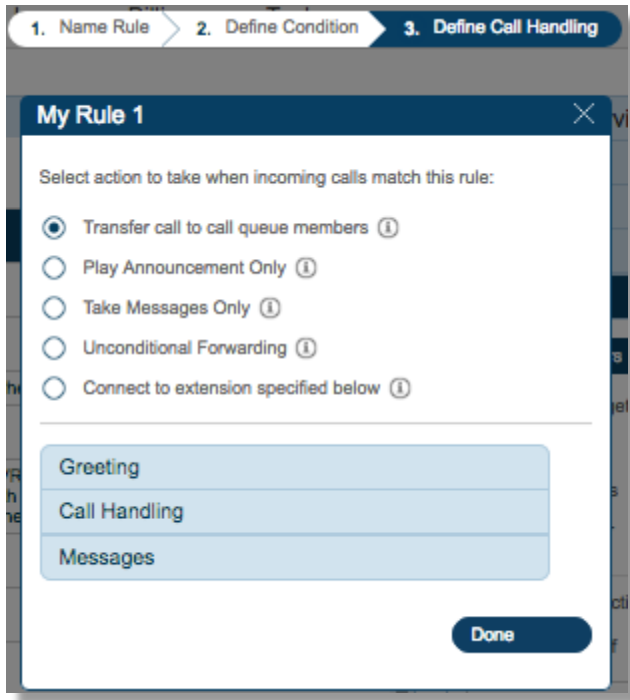 1. Name Rule 2. Define Condition 3. Define Call Handling
My Rule 1
Select action to take when incoming calls match this rule:
Transfer call to call queue members
Play Announcement Only
Take Messages Only
Unconditional Forwarding
Connect to extension specified below
Greeting
Call Handling
Messages
Done